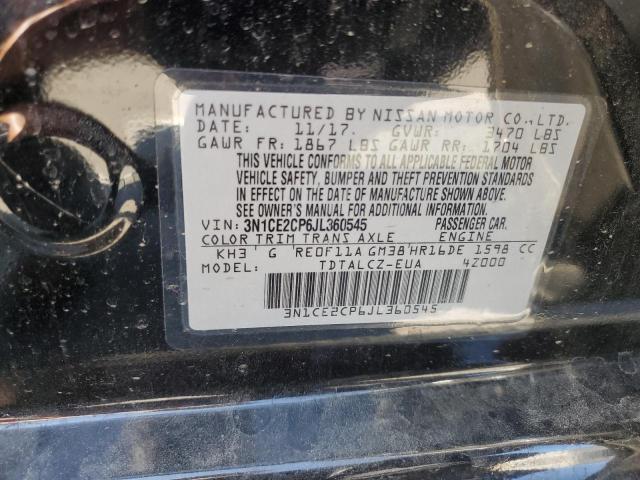 MANUFACTURED BY NISSAN MOTOR CO.,LTD.
DATE: 11/17. GVWR: 3470 LBS
GAWR FR: 1867 LBS GAWR RR: 1704 LBS
THIS VEHICLE CONFORMS TO ALL APPLICABLE FEDERAL MOTOR
VEHICLE SAFETY, BUMPER AND THEFT PREVENTION STANDARDS
IN EFFECT ON THE DATE OF MANUFACTURE SHOWN ABOVE.
SEE OWNER'S MANUAL FOR ADDITIONAL INFORMATION.
VIN: 3N1CE2CP6JL360545 PASSENGER CAR.
COLOR TRIM TRANS AXLE ENGINE
KH3 G RE0F11A GM38 HR16DE 1598 CC
MODEL: TDTALCZ-EUA 42000
3N1CE2CP6JL360545